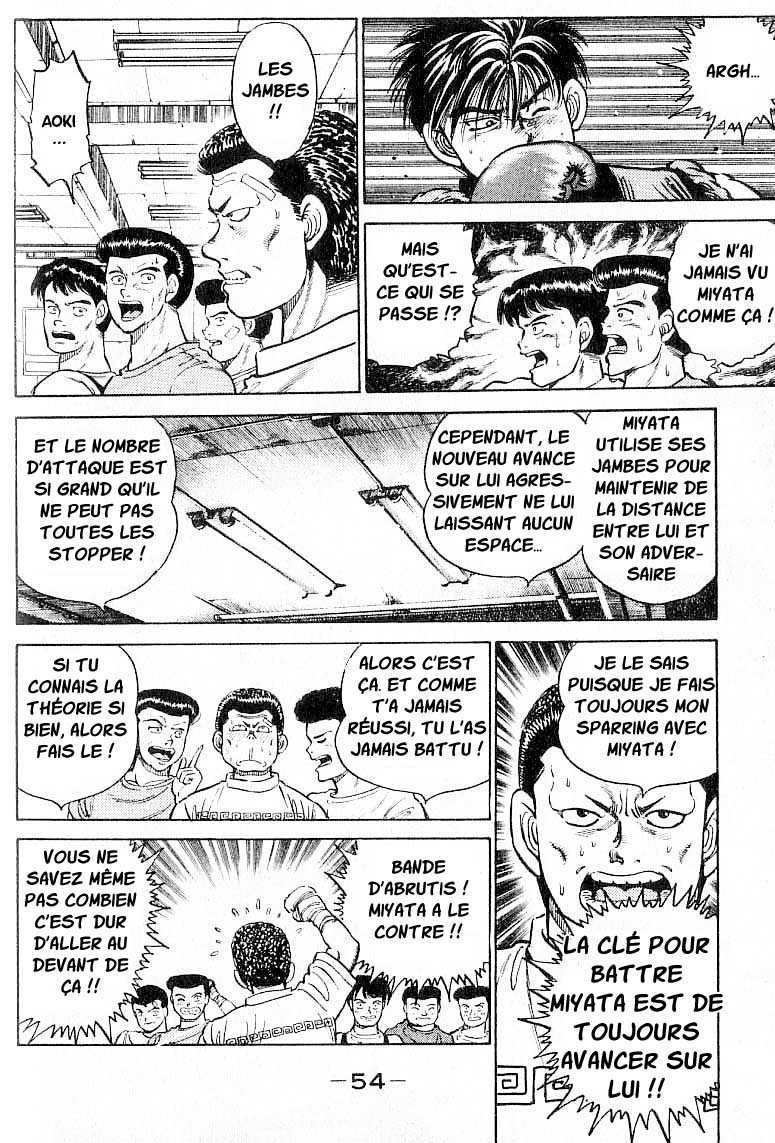 ARGH...
JE N'AI
JAMAIS VU
MIYATA
COMME ÇA !
MAIS
QU'EST-
CE QUI SE
PASSE !?
LES
JAMBES
!!
AOKI
...
MIYATA
UTILISE SES
JAMBES POUR
MAINTENIR DE
LA DISTANCE
ENTRE LUI ET
SON ADVER-
SAIRE
CEPENDANT, LE
NOUVEAU AVANCE
SUR LUI AGRES-
SIVEMENT NE LUI
LAISSANT AUCUN
ESPACE...
ET LE NOMBRE
D'ATTAQUE EST
SI GRAND QU'IL
NE PEUT PAS
TOUTES LES
STOPPER !
JE LE SAIS
PUISQUE JE FAIS
TOUJOURS MON
SPARRING AVEC
MIYATA !
LA CLÉ POUR
BATTRE
MIYATA EST DE
TOUJOURS
AVANCER SUR
LUI !!
ALORS C'EST
ÇA. ET COMME
T'A JAMAIS
RÉUSSI, TU L'AS
JAMAIS BATTU !
SI TU
CONNAIS LA
THÉORIE SI
BIEN, ALORS
FAIS LE !
BANDE
D'ABRUTIS !
MIYATA A LE
CONTRE !!
VOUS NE
SAVEZ MÊME
PAS COMBIEN
C'EST DUR
D'ALLER AU
DEVANT DE
ÇA !!
—54—